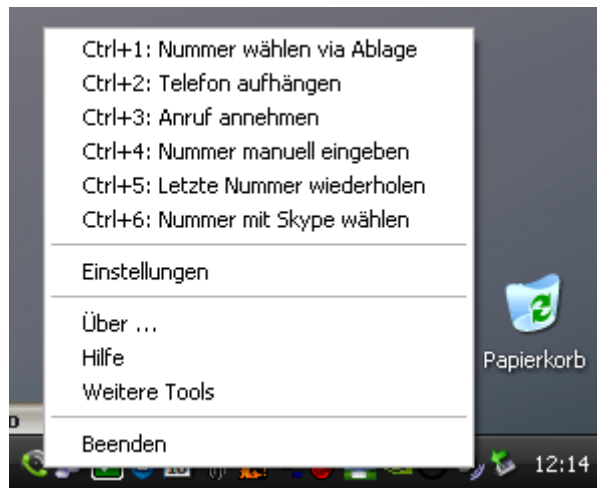 Ctrl+1: Nummer wählen via Ablage
Ctrl+2: Telefon aufhängen
Ctrl+3: Anruf annehmen
Ctrl+4: Nummer manuell eingeben
Ctrl+5: Letzte Nummer wiederholen
Ctrl+6: Nummer mit Skype wählen
Einstellungen
Über ...
Hilfe
Weitere Tools
Beenden
Papierkorb
12:14